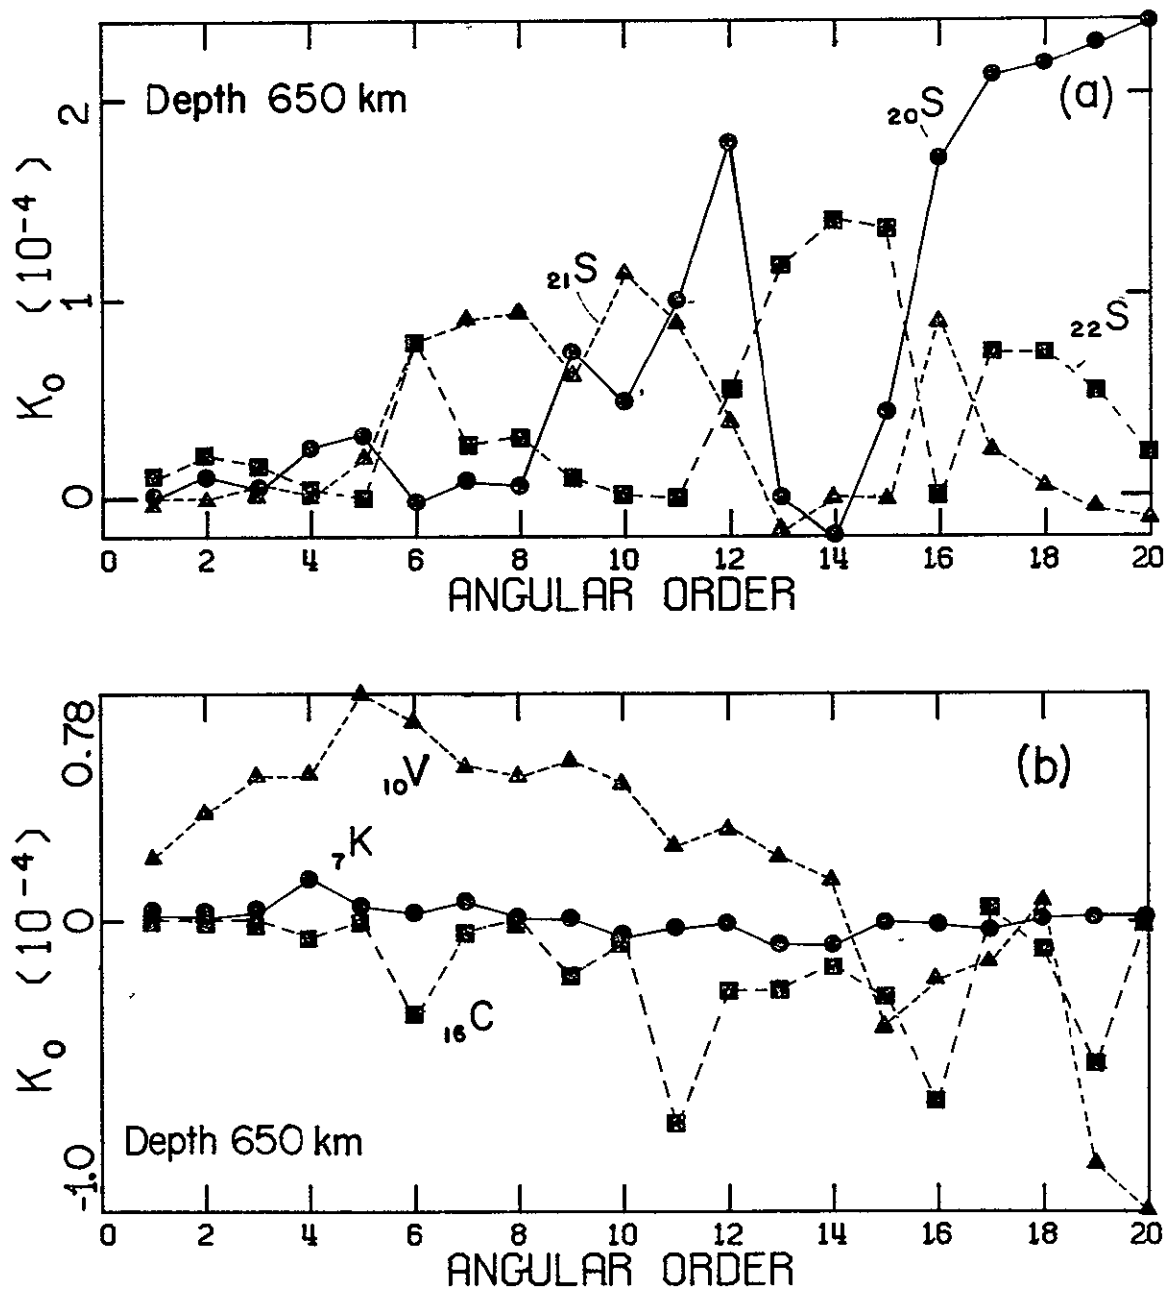 Depth 650 km
(a)
20S
21S
22S
2
1
0
K0 (10-4)
0 2 4 6 8 10 12 14 16 18 20
ANGULAR ORDER
0.78
0
-1.0
K0 (10-4)
(b)
10V
7K
16C
Depth 650 km
0 2 4 6 8 10 12 14 16 18 20
ANGULAR ORDER